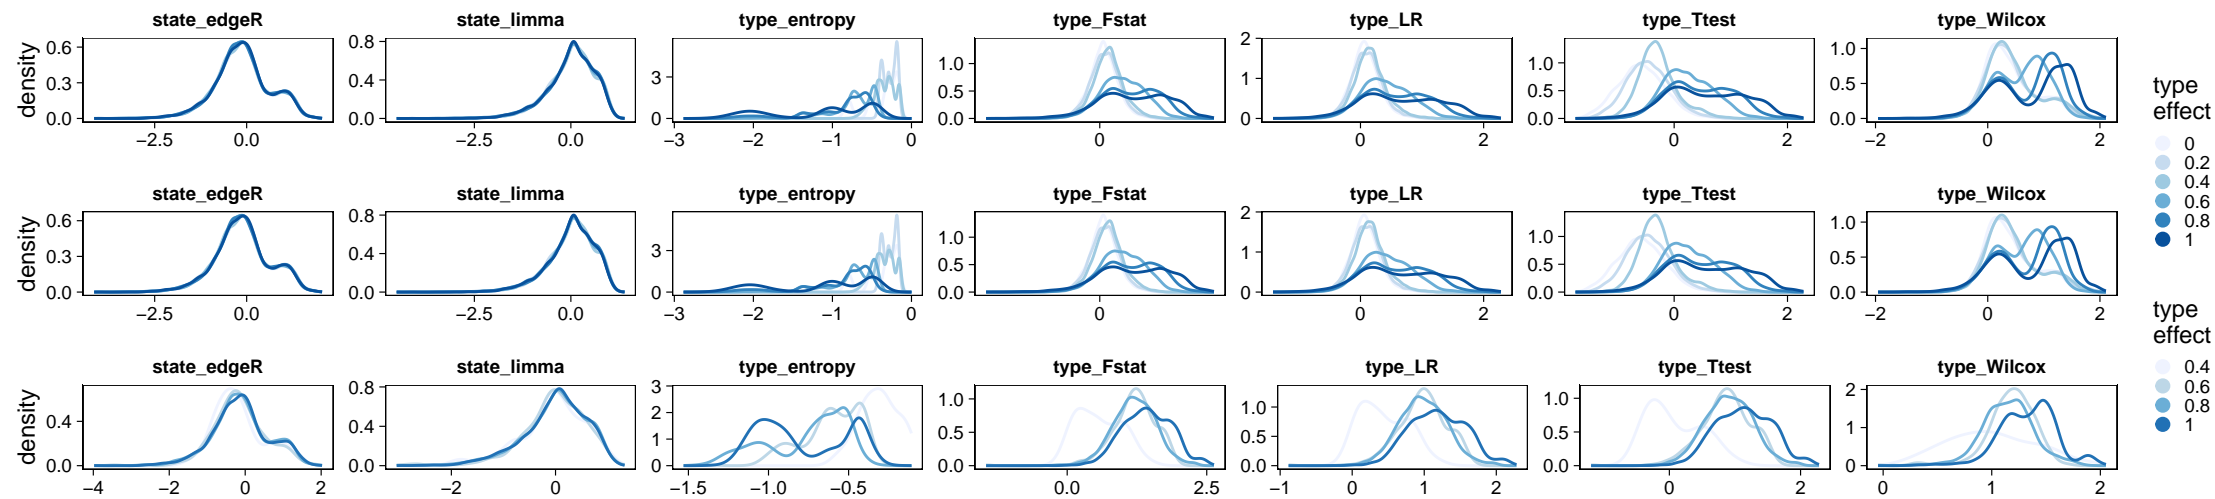 state_edgeR state_limma type_entropy type_Fstat type_LR type_Ttest type_Wilcox
density
0.6 0.3 0.0
0.8 0.4 0.0
3 0
1.0 0.5 0.0
2 1 0
1.0 0.5 0.0
1.0 0.5 0.0
−2.5 0.0 −2.5 0.0 −3 −2 −1 0 0 0 2 0 2 −2 0 2
state_edgeR state_limma type_entropy type_Fstat type_LR type_Ttest type_Wilcox
density
0.6 0.3 0.0
0.8 0.4 0.0
3 0
1.0 0.5 0.0
2 1 0
1.0 0.5 0.0
1.0 0.5 0.0
−2.5 0.0 −2.5 0.0 −3 −2 −1 0 0 0 2 0 2 −2 0 2
state_edgeR state_limma type_entropy type_Fstat type_LR type_Ttest type_Wilcox
density
0.4 0.0
0.8 0.4 0.0
3 2 1 0
1.0 0.5 0.0
1.0 0.5 0.0
1.0 0.5 0.0
2 1 0
−4 −2 0 2 −2 0 −1.5 −1.0 −0.5 0.0 2.5 −1 0 1 2 0 2 0 1 2
type
effect
0
0.2
0.4
0.6
0.8
1
type
effect
0.4
0.6
0.8
1